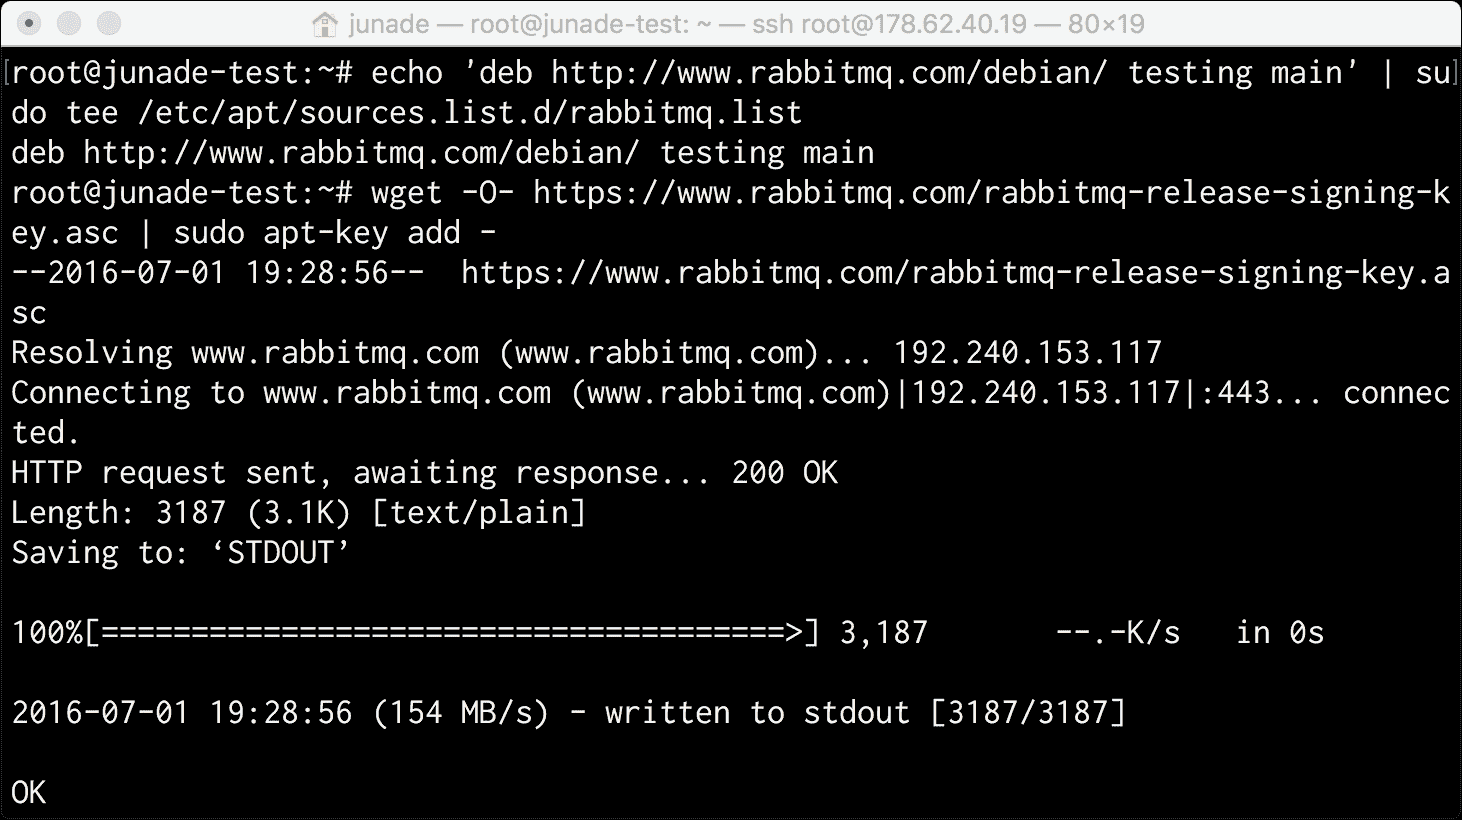 junade — root@junade-test: ~ — ssh root@178.62.40.19 — 80×19
[root@junade-test:~# echo 'deb http://www.rabbitmq.com/debian/ testing main' | su]
do tee /etc/apt/sources.list.d/rabbitmq.list
deb http://www.rabbitmq.com/debian/ testing main
root@junade-test:~# wget -O- https://www.rabbitmq.com/rabbitmq-release-signing-k
ey.asc | sudo apt-key add -
--2016-07-01 19:28:56--  https://www.rabbitmq.com/rabbitmq-release-signing-key.a
sc
Resolving www.rabbitmq.com (www.rabbitmq.com)... 192.240.153.117
Connecting to www.rabbitmq.com (www.rabbitmq.com)|192.240.153.117|:443... connec
ted.
HTTP request sent, awaiting response... 200 OK
Length: 3187 (3.1K) [text/plain]
Saving to: ‘STDOUT’
100%[======================================>] 3,187       --.-K/s   in 0s
2016-07-01 19:28:56 (154 MB/s) - written to stdout [3187/3187]
OK